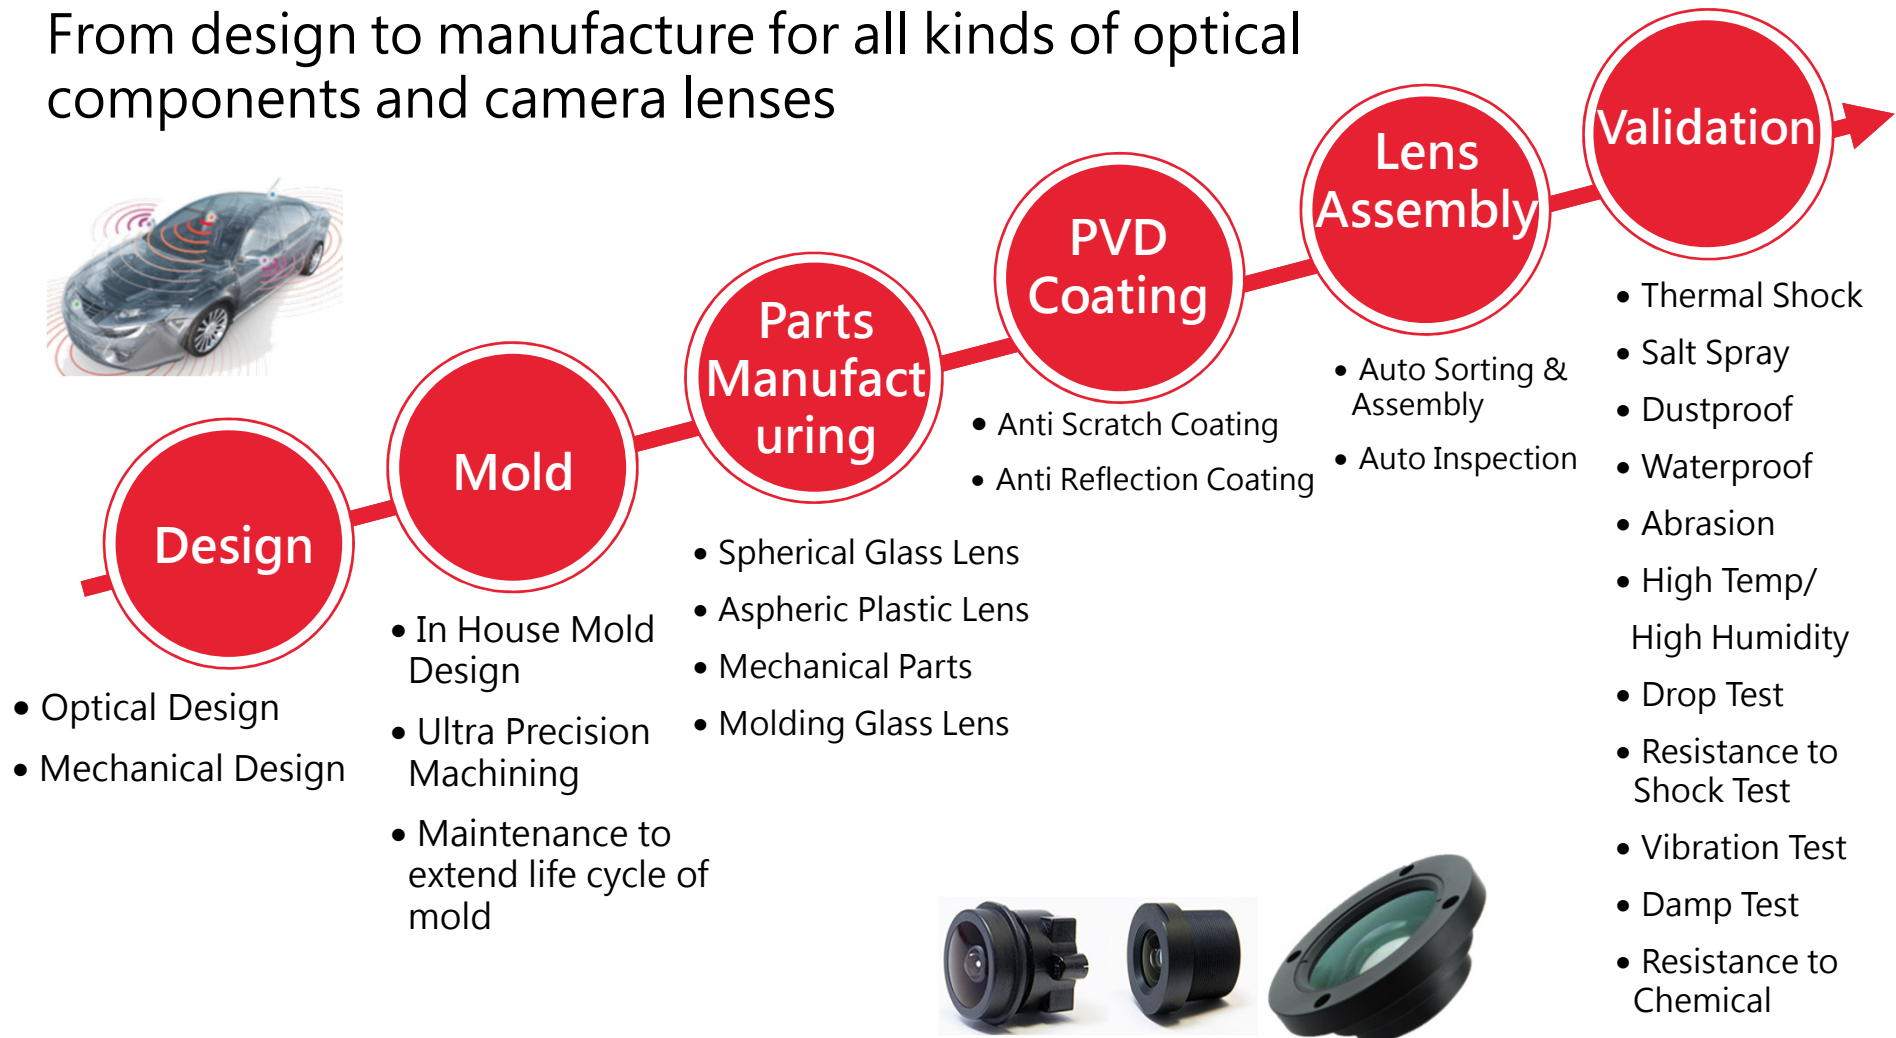 From design to manufacture for all kinds of optical
components and camera lenses
Design
• Optical Design
• Mechanical Design
Mold
• In House Mold
Design
• Ultra Precision
Machining
• Maintenance to
extend life cycle of
mold
Parts
Manufact
uring
• Spherical Glass Lens
• Aspheric Plastic Lens
• Mechanical Parts
• Molding Glass Lens
PVD
Coating
• Anti Scratch Coating
• Anti Reflection Coating
Lens
Assembly
• Auto Sorting &
Assembly
• Auto Inspection
Validation
• Thermal Shock
• Salt Spray
• Dustproof
• Waterproof
• Abrasion
• High Temp/
High Humidity
• Drop Test
• Resistance to
Shock Test
• Vibration Test
• Damp Test
• Resistance to
Chemical